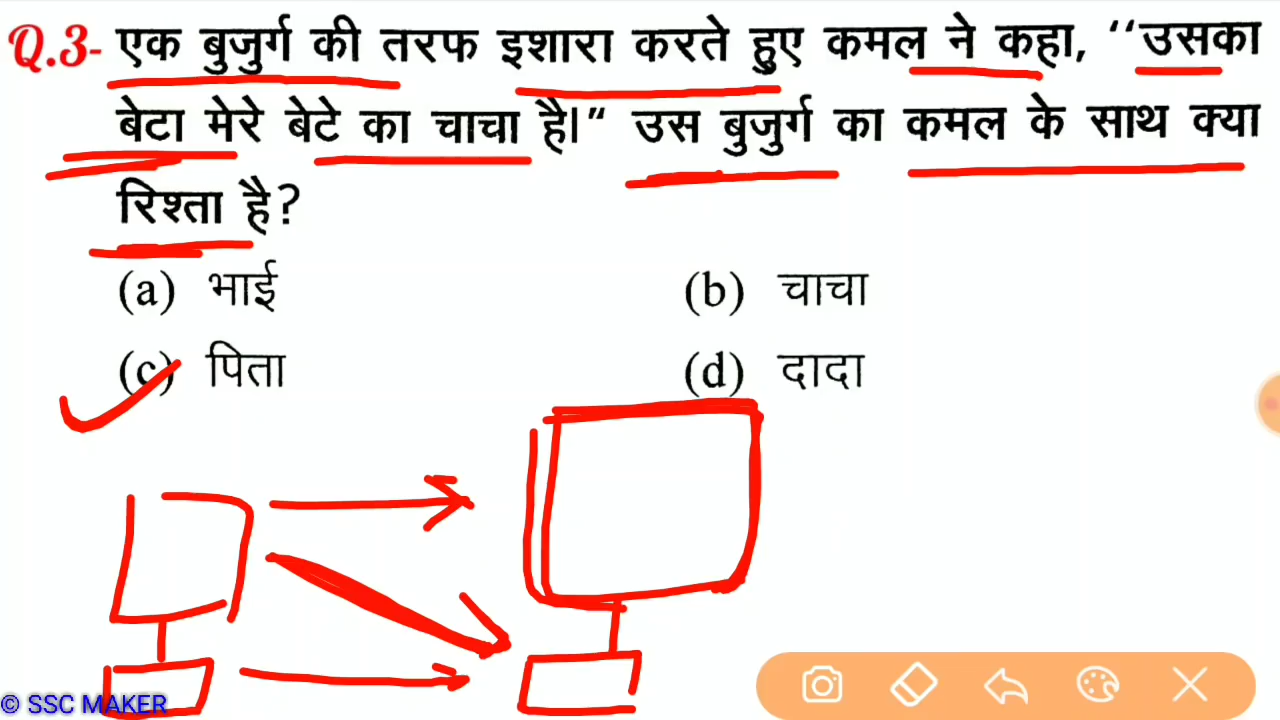 Q.3- एक बुजुर्ग की तरफ इशारा करते हुए कमल ने कहा, ‘‘उसका
बेटा मेरे बेटे का चाचा है।“ उस बुजुर्ग का कमल के साथ क्या
रिश्ता है?
(a) भाई (b) चाचा
(c) पिता (d) दादा
© SSC MAKER